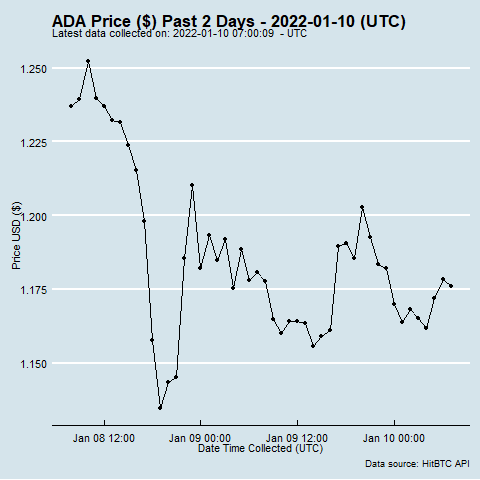 ADA Price ($) Past 2 Days - 2022-01-10 (UTC)
Latest data collected on: 2022-01-10 07:00:09 - UTC
1.250
1.225
1.200
1.175
1.150
Price USD ($)
Jan 08 12:00
Jan 09 00:00
Jan 09 12:00
Jan 10 00:00
Date Time Collected (UTC)
Data source: HitBTC API